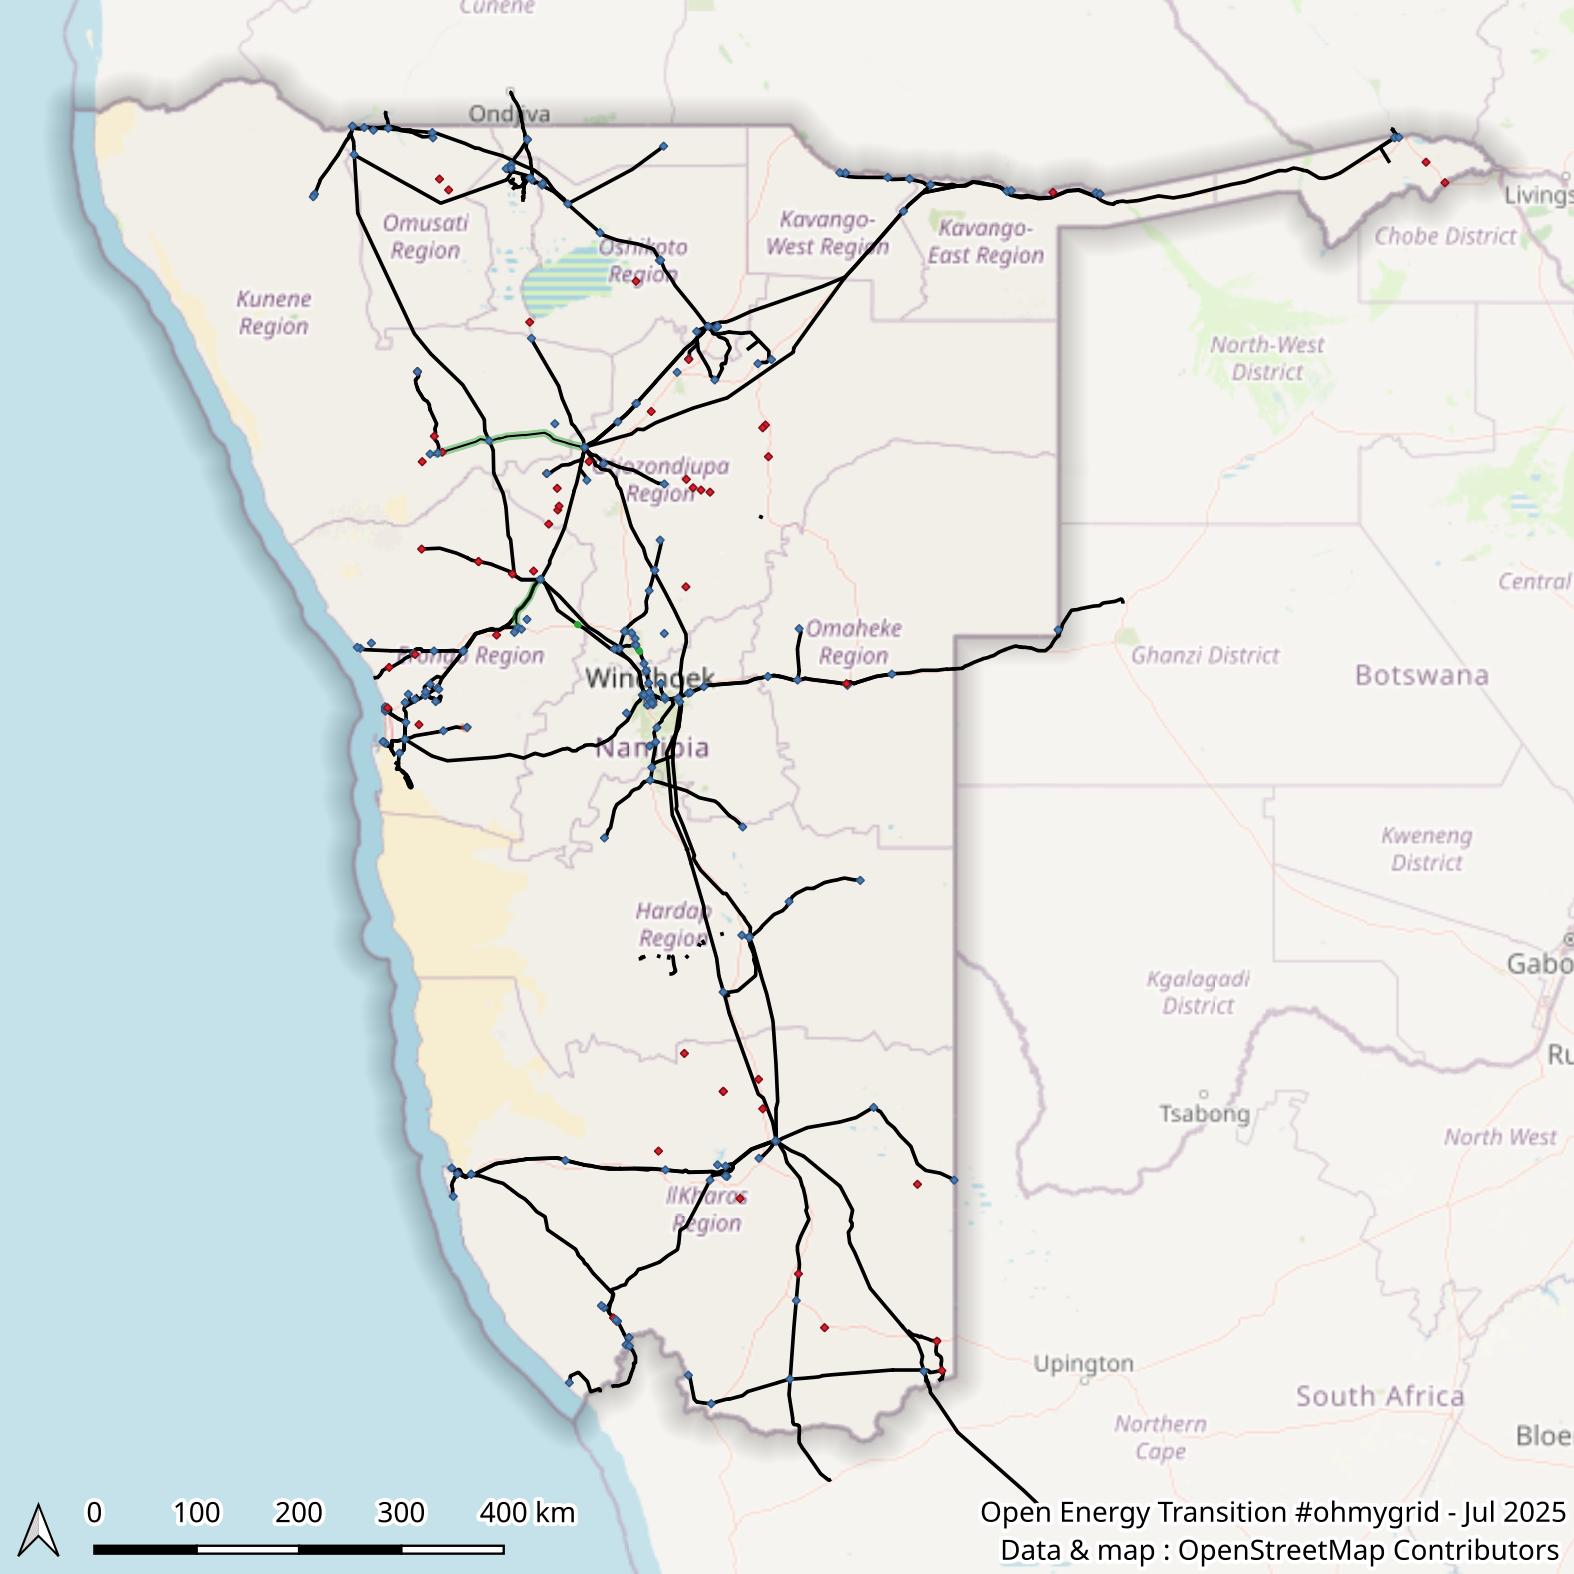 Cunene
Ondjiva
Livings
Omusati
Region
Kavango-
West Region
Kavango-
East Region
Chobe District
Oshikoto
Region
Kunene
Region
North-West
District
Otjozondjupa
Region
Central
Omaheke
Region
Erongo Region
Ghanzi District
Botswana
Windhoek
Namibia
Kweneng
District
Hardap
Region
Gabo
Kgalagadi
District
Ru
Tsabong
North West
llKharas
Region
Upington
South Africa
Northern
Cape
Bloe
0 100 200 300 400 km
Open Energy Transition #ohmygrid - Jul 2025
Data & map : OpenStreetMap Contributors